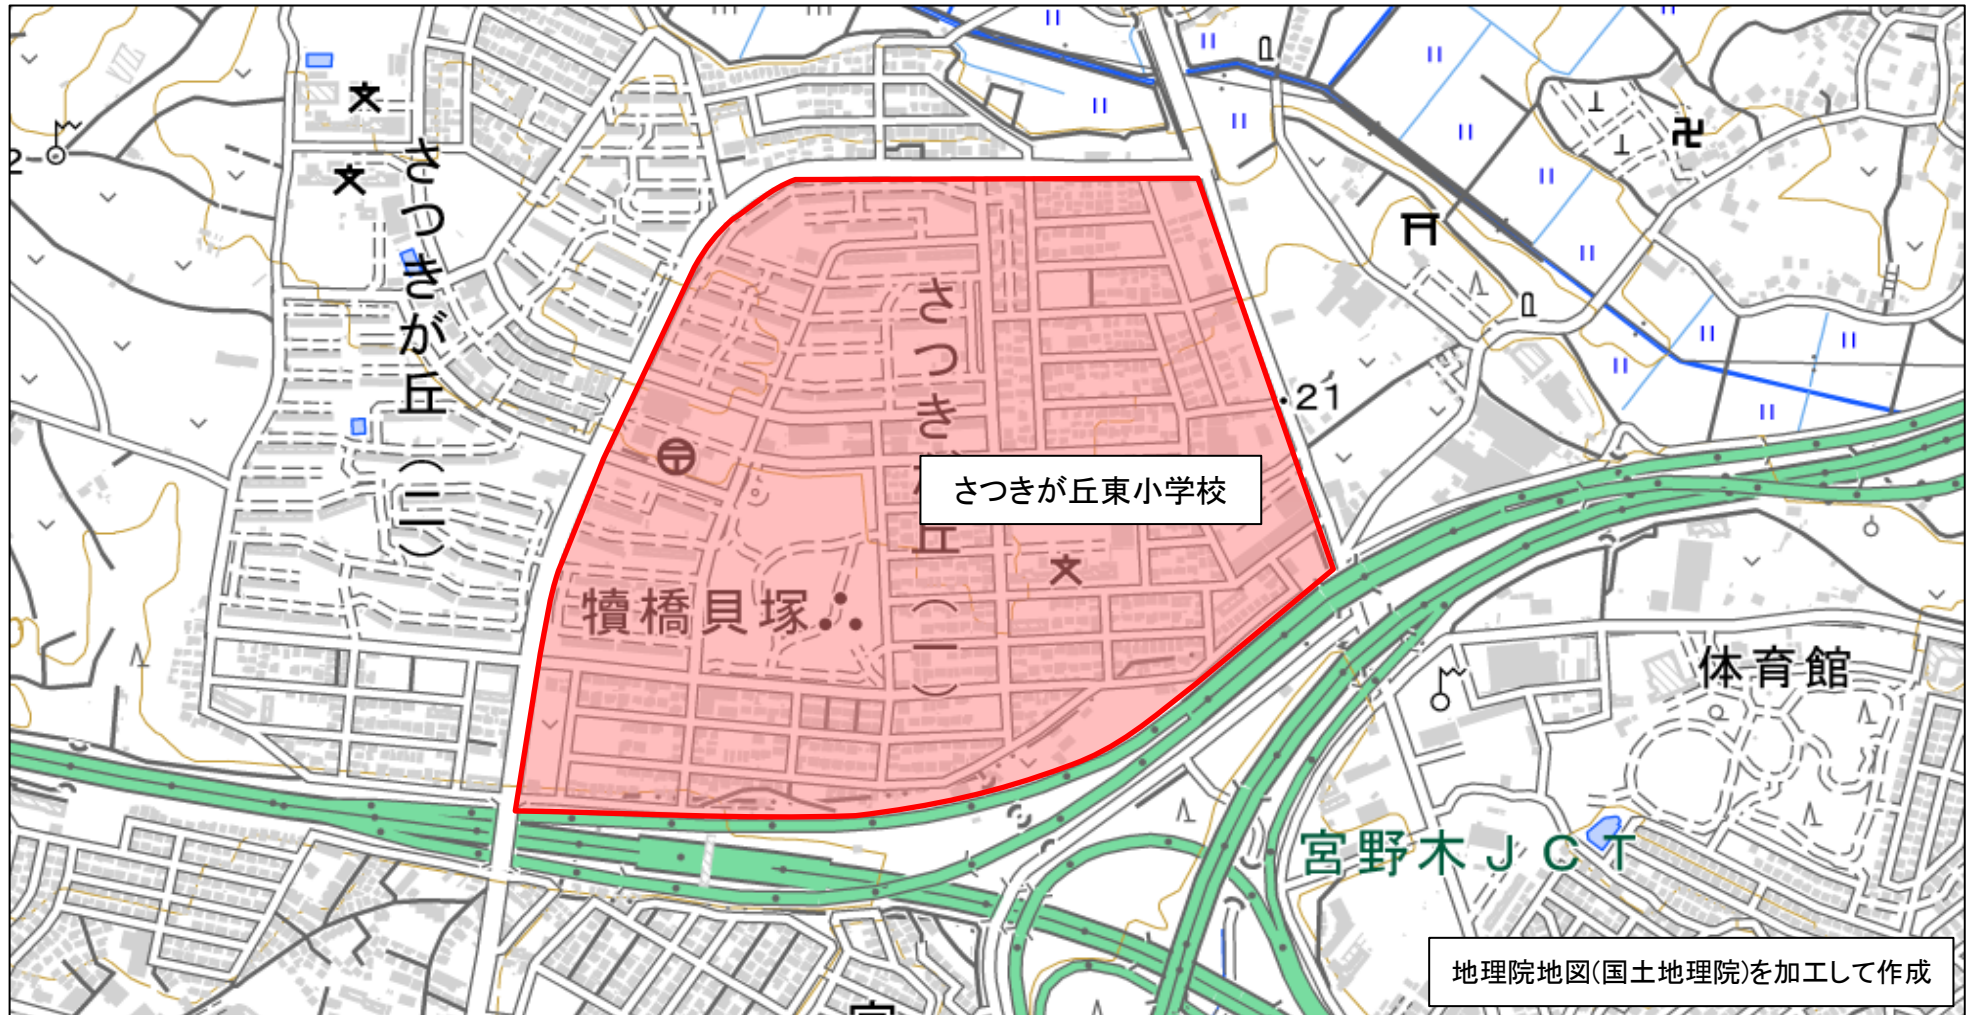 さつきが丘(二)
さつきが丘(一)
さつきが丘東小学校
犢橋貝塚
・21
体育館
宮野木JCT
地理院地図(国土地理院)を加工して作成